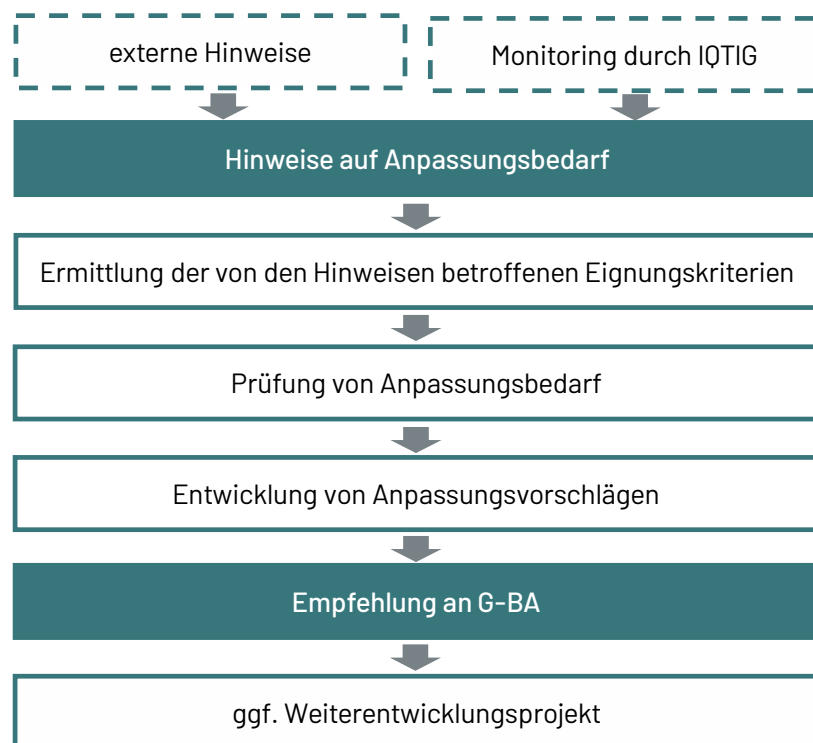 externe Hinweise
Monitoring durch IQTIG
Hinweise auf Anpassungsbedarf
Ermittlung der von den Hinweisen betroffenen Eignungskriterien
Prüfung von Anpassungsbedarf
Entwicklung von Anpassungsvorschlägen
Empfehlung an G-BA
ggf. Weiterentwicklungsprojekt